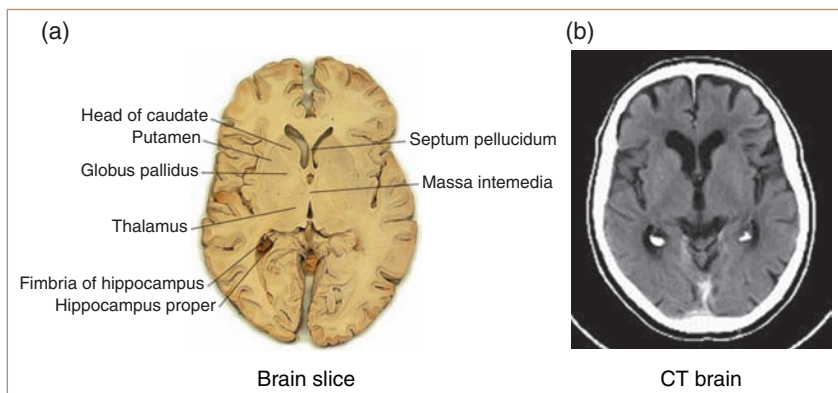 (a)
(b)
Head of caudate
Putamen
Septum pellucidum
Globus pallidus
Massa intemedia
Thalamus
Fimbria of hippocampus
Hippocampus proper
Brain slice
CT brain